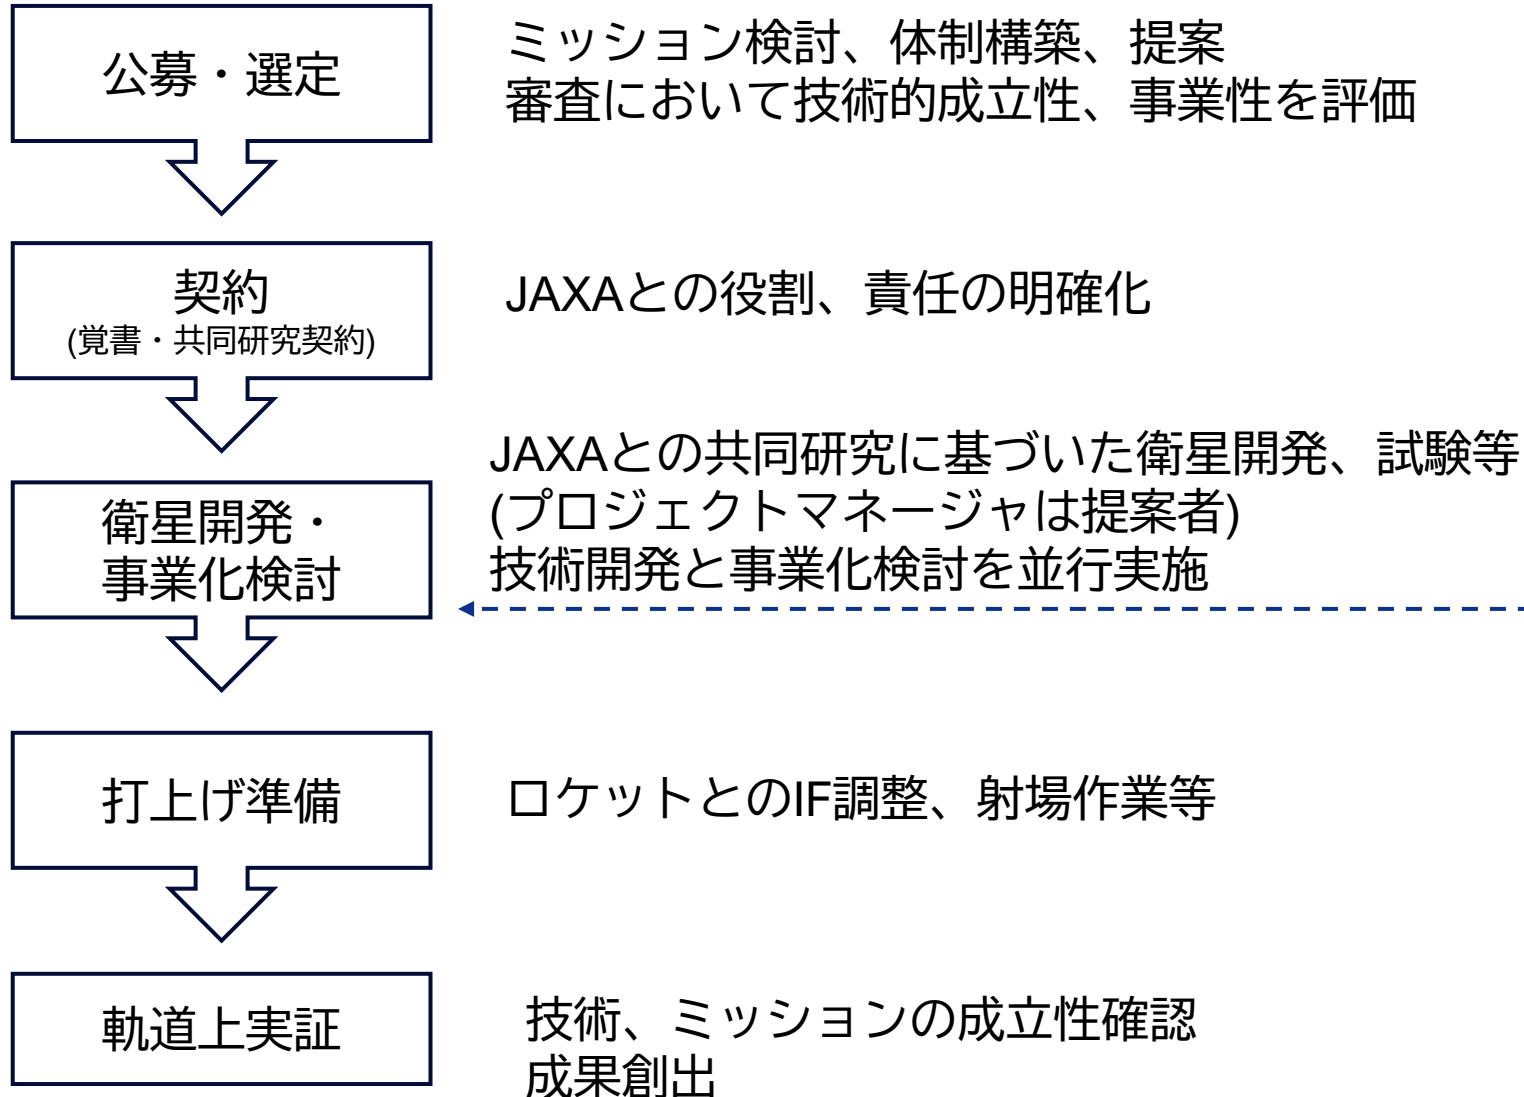 公募・選定
ミッション検討、体制構築、提案
審査において技術的成立性、事業性を評価
契約
(覚書・共同研究契約)
JAXAとの役割、責任の明確化
衛星開発・
事業化検討
JAXAとの共同研究に基づいた衛星開発、試験等
(プロジェクトマネージャは提案者)
技術開発と事業化検討を並行実施
打上げ準備
ロケットとのIF調整、射場作業等
軌道上実証
技術、ミッションの成立性確認
成果創出